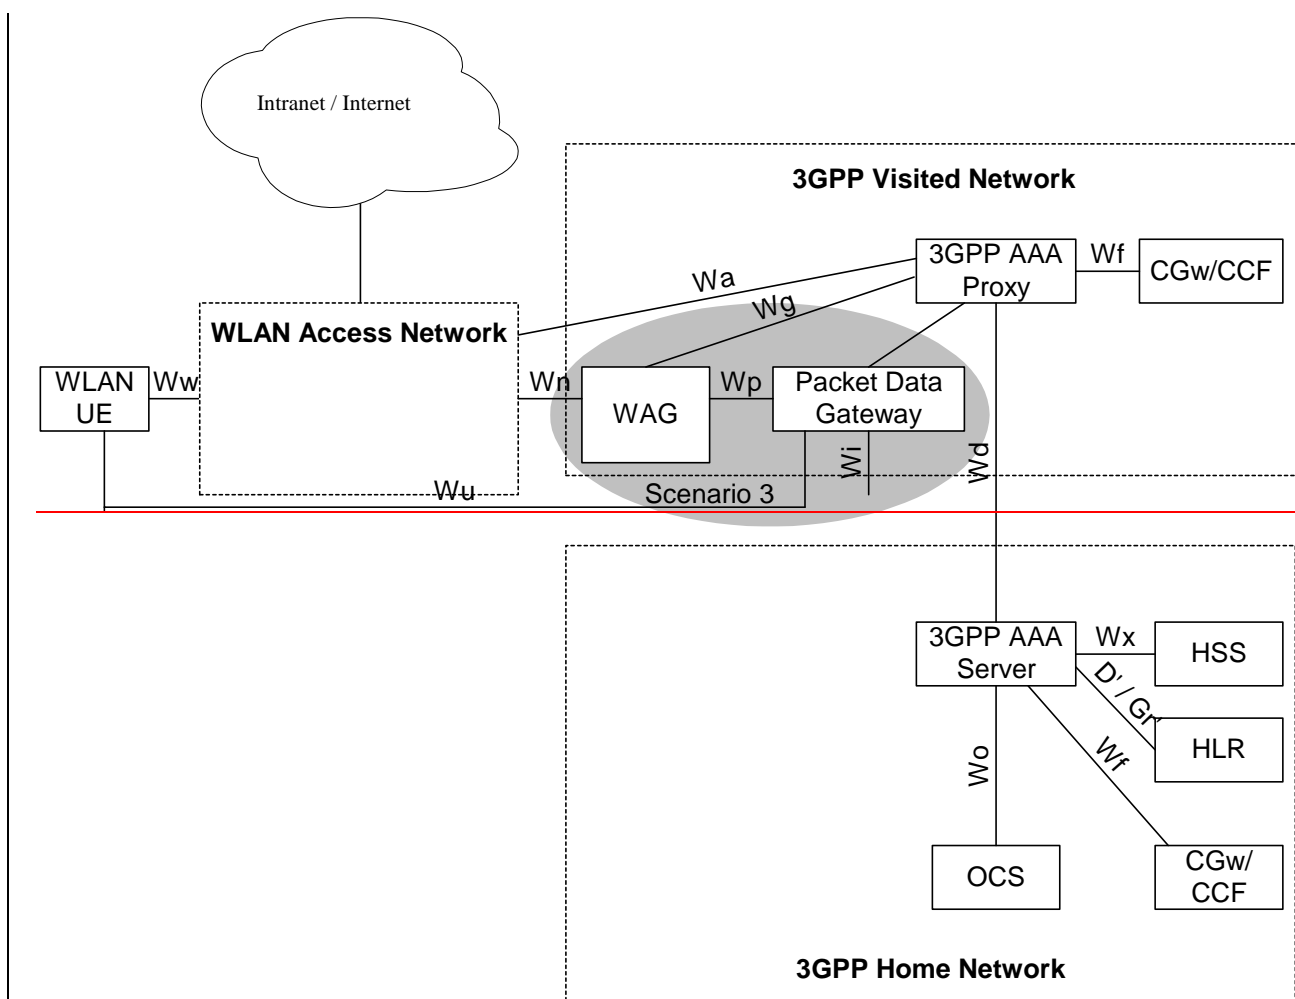 Intranet / Internet
3GPP Visited Network
3GPP AAA
Proxy
Wf
CGw/CCF
Wa
Wg
WLAN Access Network
WLAN
UE
Ww
Wn
WAG
Wp
Packet Data
Gateway
Wi
Wd
Wu
Scenario 3
3GPP AAA
Server
Wx
HSS
D' / Gr'
HLR
Wf
Wo
OCS
CGw/
CCF
3GPP Home Network